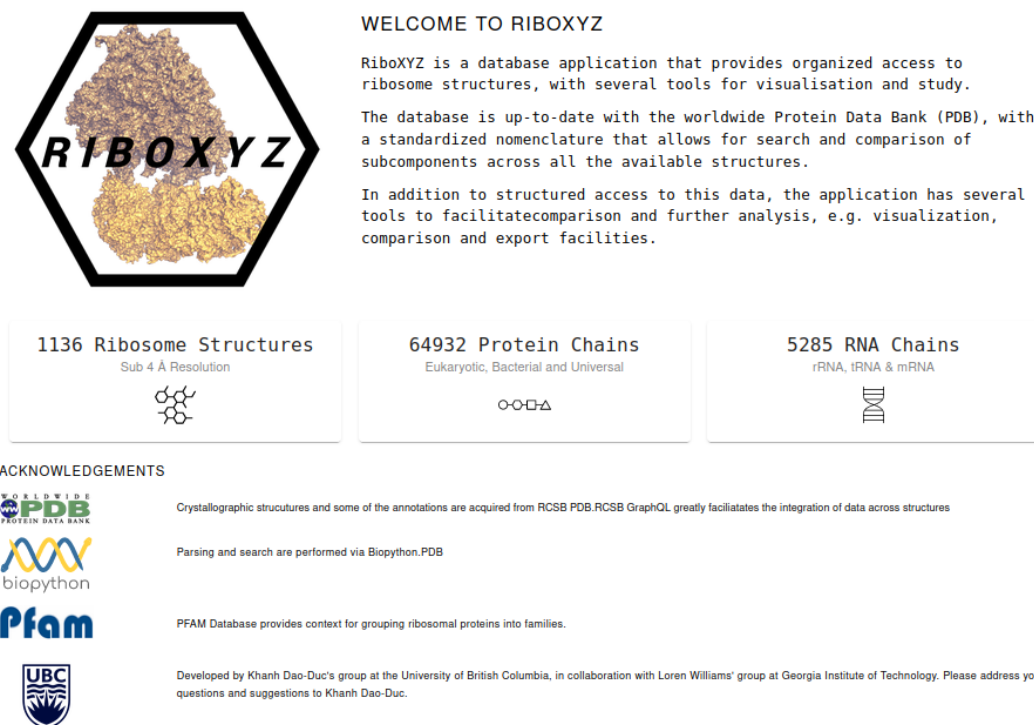 WELCOME TO RIBOXYZ
RiboXYZ is a database application that provides organized access to
ribosome structures, with several tools for visualisation and study.
The database is up-to-date with the worldwide Protein Data Bank (PDB), with
a standardized nomenclature that allows for search and comparison of
subcomponents across all the available structures.
In addition to structured access to this data, the application has several
tools to facilitatecomparison and further analysis, e.g. visualization,
comparison and export facilities.
RIBOXYZ
1136 Ribosome Structures
Sub 4 Å Resolution
64932 Protein Chains
Eukaryotic, Bacterial and Universal
5285 RNA Chains
rRNA, tRNA & mRNA
ACKNOWLEDGEMENTS
WORLDWIDE
PDB
PROTEIN DATA BANK
Crystallographic strucutures and some of the annotations are acquired from RCSB PDB.RCSB GraphQL greatly faciliatates the integration of data across structures
biopython
Parsing and search are performed via Biopython.PDB
Pfam
PFAM Database provides context for grouping ribosomal proteins into families.
UBC
Developed by Khanh Dao-Duc's group at the University of British Columbia, in collaboration with Loren Williams' group at Georgia Institute of Technology. Please address yo
questions and suggestions to Khanh Dao-Duc.